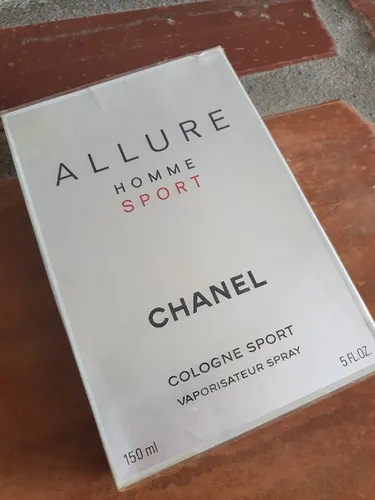 ALLURE
HOMME
SPORT
CHANEL
COLOGNE SPORT
VAPORISATEUR SPRAY
150 ml 5 FL.OZ.